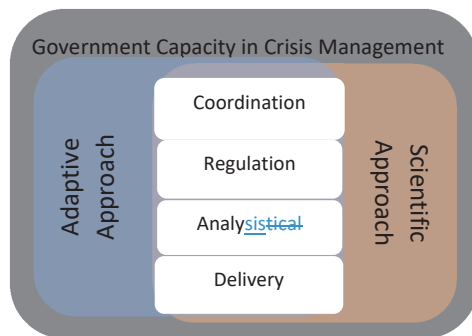 Government Capacity in Crisis Management
Adaptive
Approach
Coordination
Regulation
Analysistical
Delivery
Scientific
Approach